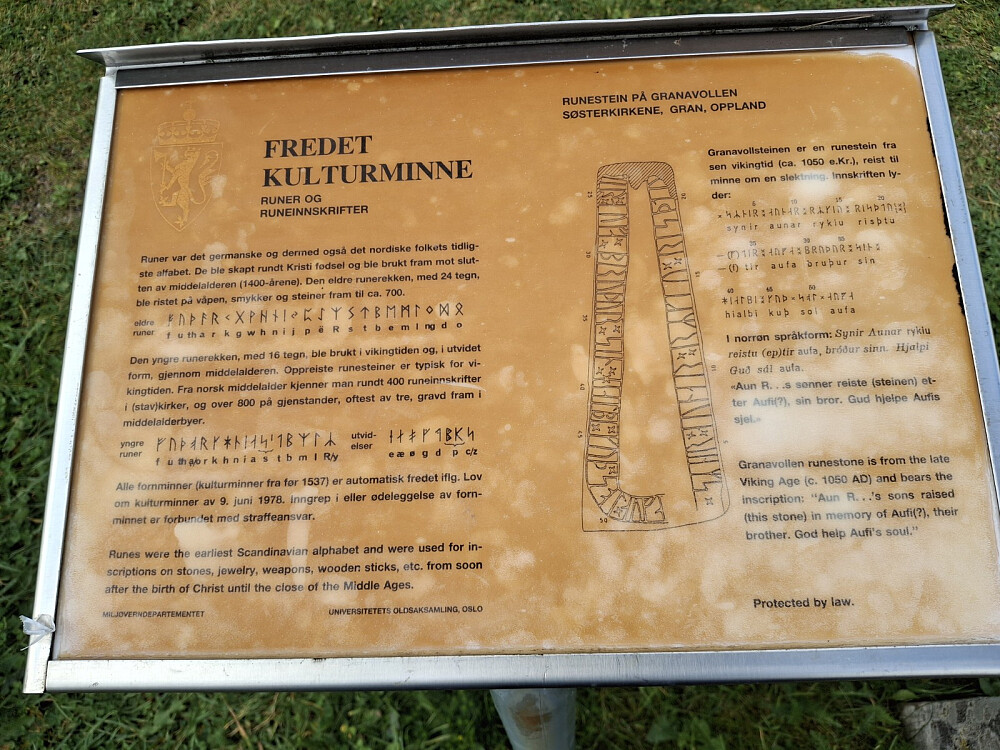 FREDET
KULTURMINNE
RUNER OG
RUNEINNSKRIFTER
Runer var det germanske og dermed også det nordiske folkets tidlig-
ste alfabet. De ble skapt rundt Kristi fødsel og ble brukt fram mot slut-
ten av middelalderen (1400-årene). Den eldre runerekken, med 24 tegn,
ble ristet på våpen, smykker og steiner fram til ca. 700.
eldre
runer
f u th a r k g w h n i j p ë R s t b e m l ng d o
Den yngre runerekken, med 16 tegn, ble brukt i vikingtiden og, i utvidet
form, gjennom middelalderen. Oppreiste runesteiner er typisk for vi-
kingtiden. Fra norsk middelalder kjenner man rundt 400 runeinnskrifter
i (stav)kirker, og over 800 på gjenstander, oftest av tre, gravd fram i
middelalderbyer.
yngre
runer
utvid-
elser
k h n i a s t b m l R/y
e æ ø g d p c/z
Alle fornminner (kulturminner fra før 1537) er automatisk fredet iflg. Lov
om kulturminner av 9. juni 1978. Inngrep i eller ødeleggelse av forn-
minnet er forbundet med straffeansvar.
Runes were the earliest Scandinavian alphabet and were used for in-
scriptions on stones, jewelry, weapons, wooden sticks, etc. from soon
after the birth of Christ until the close of the Middle Ages.
MILJØVERNDEPARTEMENTET
UNIVERSITETETS OLDSAKSAMLING, OSLO
RUNESTEIN PÅ GRANAVOLLEN
SØSTERKIRKENE, GRAN, OPPLAND
Granavollsteinen er en runestein fra
sen vikingtid (ca. 1050 e.Kr.), reist til
minne om en slektning. Innskriften ly-
der:
synir aunar rykiu risþtu
—(f) tir aufa bruþur sin
hialbi kuþ sol aufa
I norrøn språkform: Synir Aunar rykiu
reistu (ep)tir aufa, bróður sinn. Hjalpi
Guð sál aufa.
«Aun R. . .s sønner reiste (steinen) et-
ter Aufi(?), sin bror. Gud hjelpe Aufis
sjel.»
Granavollen runestone is from the late
Viking Age (c. 1050 AD) and bears the
inscription: “Aun R. . .’s sons raised
(this stone) in memory of Aufi(?), their
brother. God help Aufi’s soul.”
Protected by law.